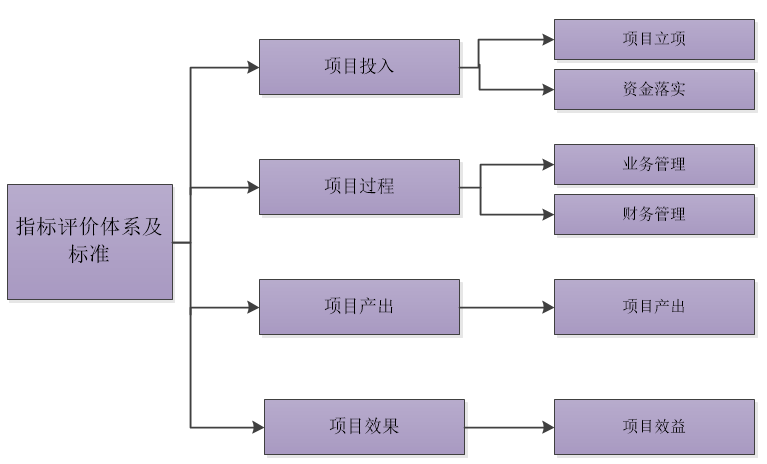 指标评价体系及
标准
项目投入
项目立项
资金落实
项目过程
业务管理
财务管理
项目产出
项目产出
项目效果
项目效益